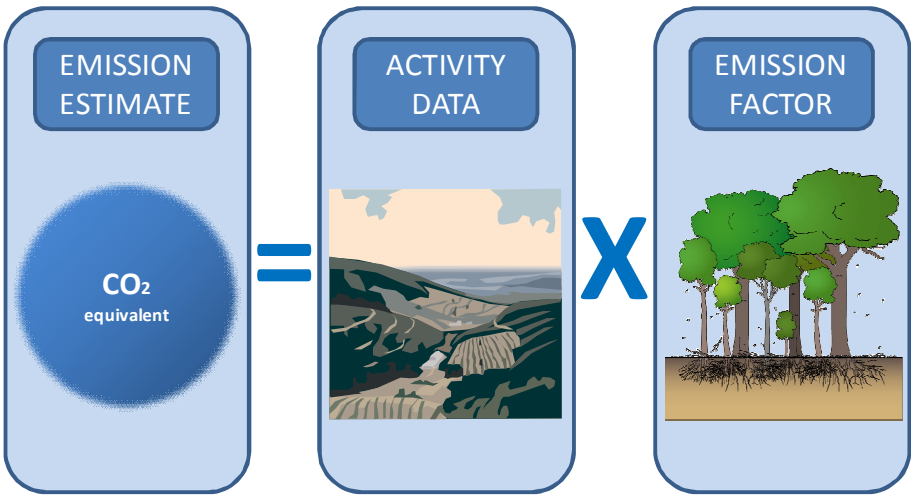 EMISSION
ESTIMATE
CO₂
equivalent
=
ACTIVITY
DATA
X
EMISSION
FACTOR